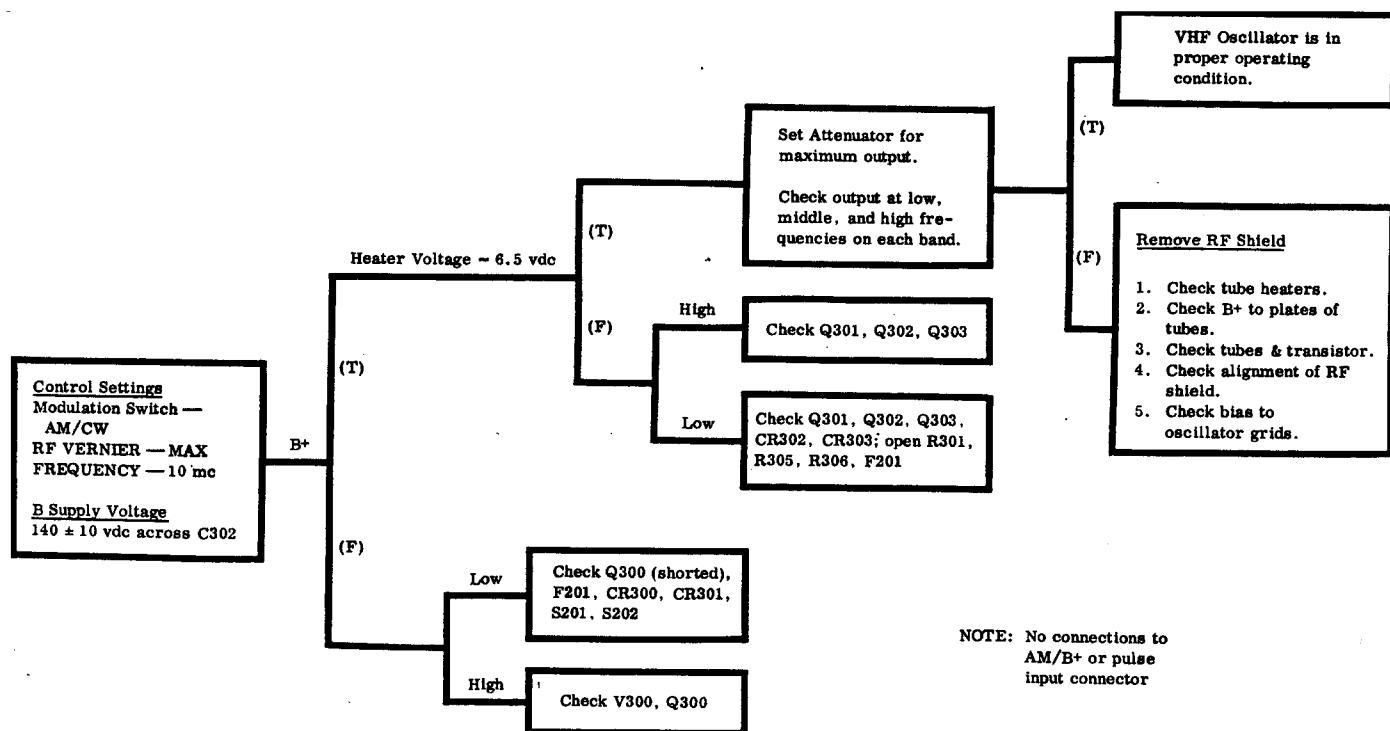 Control Settings
Modulation Switch —
AM/CW
RF VERNIER — MAX
FREQUENCY — 10 mc
B Supply Voltage
140 ± 10 vdc across C302
B+
(T)
(F)
Heater Voltage ~ 6.5 vdc
(T)
(F)
Set Attenuator for
maximum output.
Check output at low,
middle, and high fre-
quencies on each band.
High
Check Q301, Q302, Q303
Low
Check Q301, Q302, Q303,
CR302, CR303; open R301,
R305, R306, F201
(T)
(F)
VHF Oscillator is in
proper operating
condition.
Remove RF Shield
1. Check tube heaters.
2. Check B+ to plates of
tubes.
3. Check tubes & transistor.
4. Check alignment of RF
shield.
5. Check bias to
oscillator grids.
Low
Check Q300 (shorted),
F201, CR300, CR301,
S201, S202
High
Check V300, Q300
NOTE: No connections to
AM/B+ or pulse
input connector